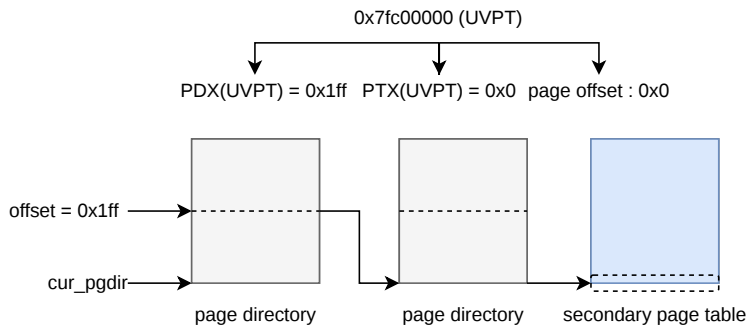 0x7fc00000 (UVPT)
PDX(UVPT) = 0x1ff PTX(UVPT) = 0x0 page offset : 0x0
offset = 0x1ff
cur_pgdir
page directory page directory secondary page table